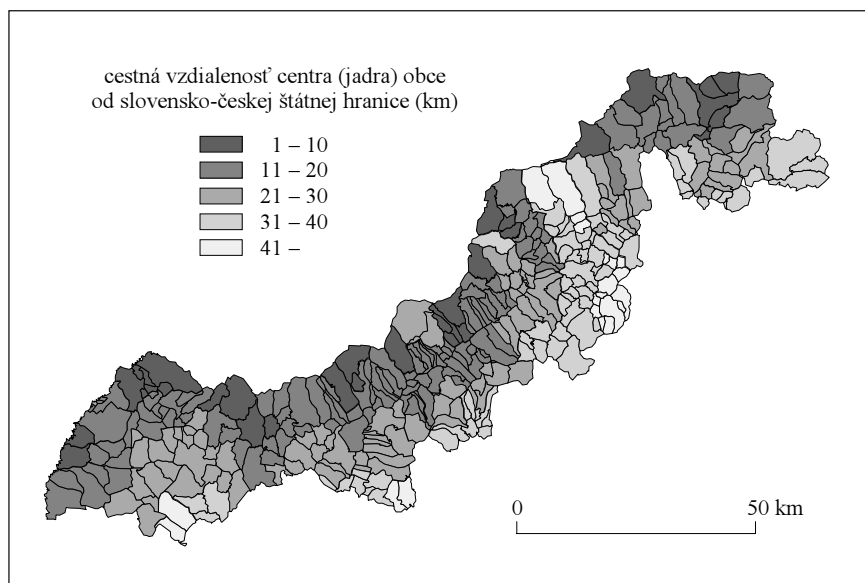 cestná vzdialenosť centra (jadra) obce
od slovensko-českej štátnej hranice (km)
1 – 10
11 – 20
21 – 30
31 – 40
41 –
0 50 km